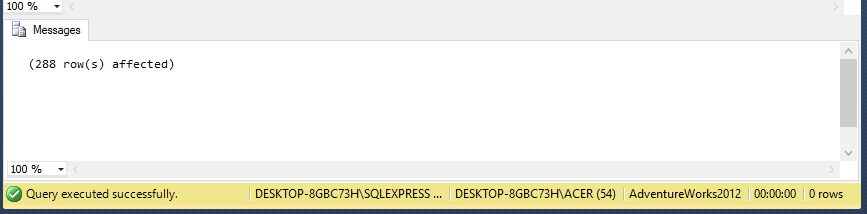 100 %
Messages
(288 row(s) affected)
100 %
Query executed successfully. DESKTOP-8GBC73H\SQLEXPRESS ... DESKTOP-8GBC73H\ACER (54) AdventureWorks2012 00:00:00 0 rows